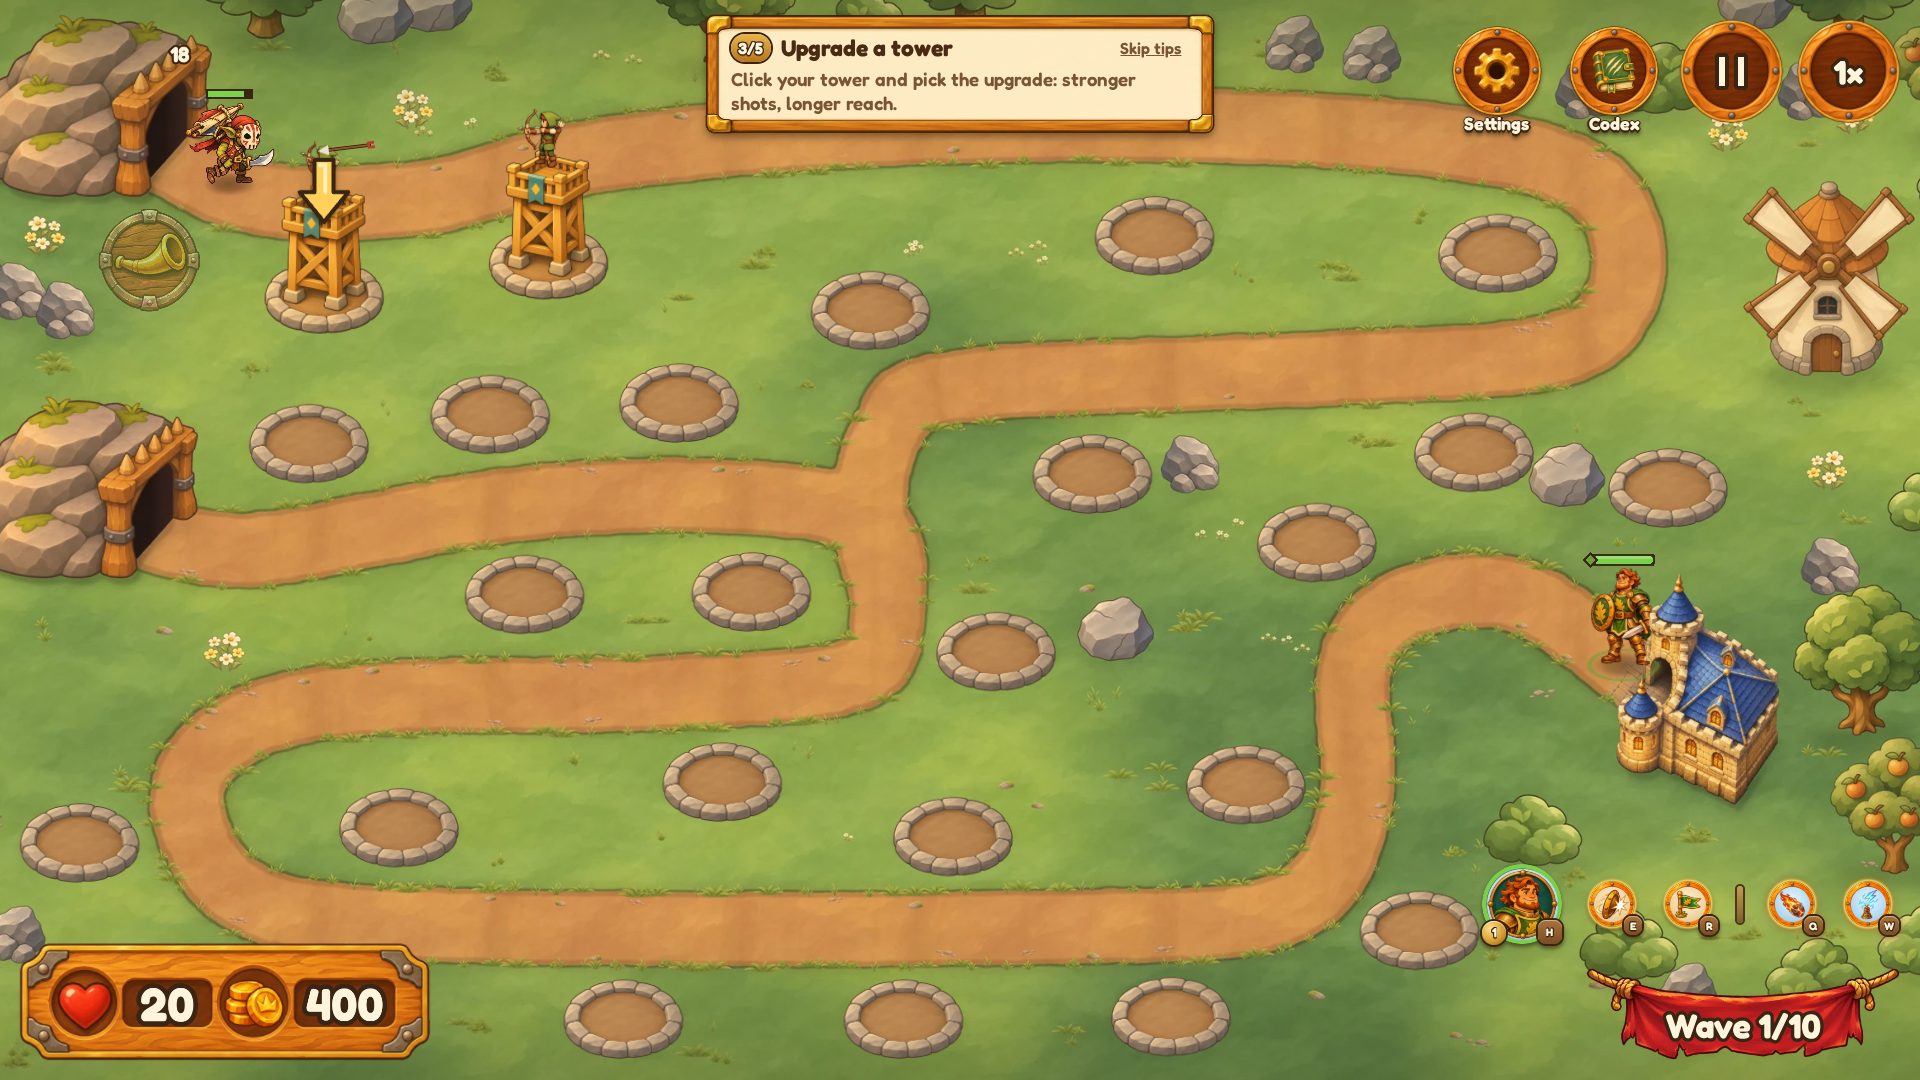 18
3/5 Upgrade a tower Skip tips
Click your tower and pick the upgrade: stronger
shots, longer reach.
Settings
Codex
1x
1
H
E
R
Q
W
20
400
Wave 1/10